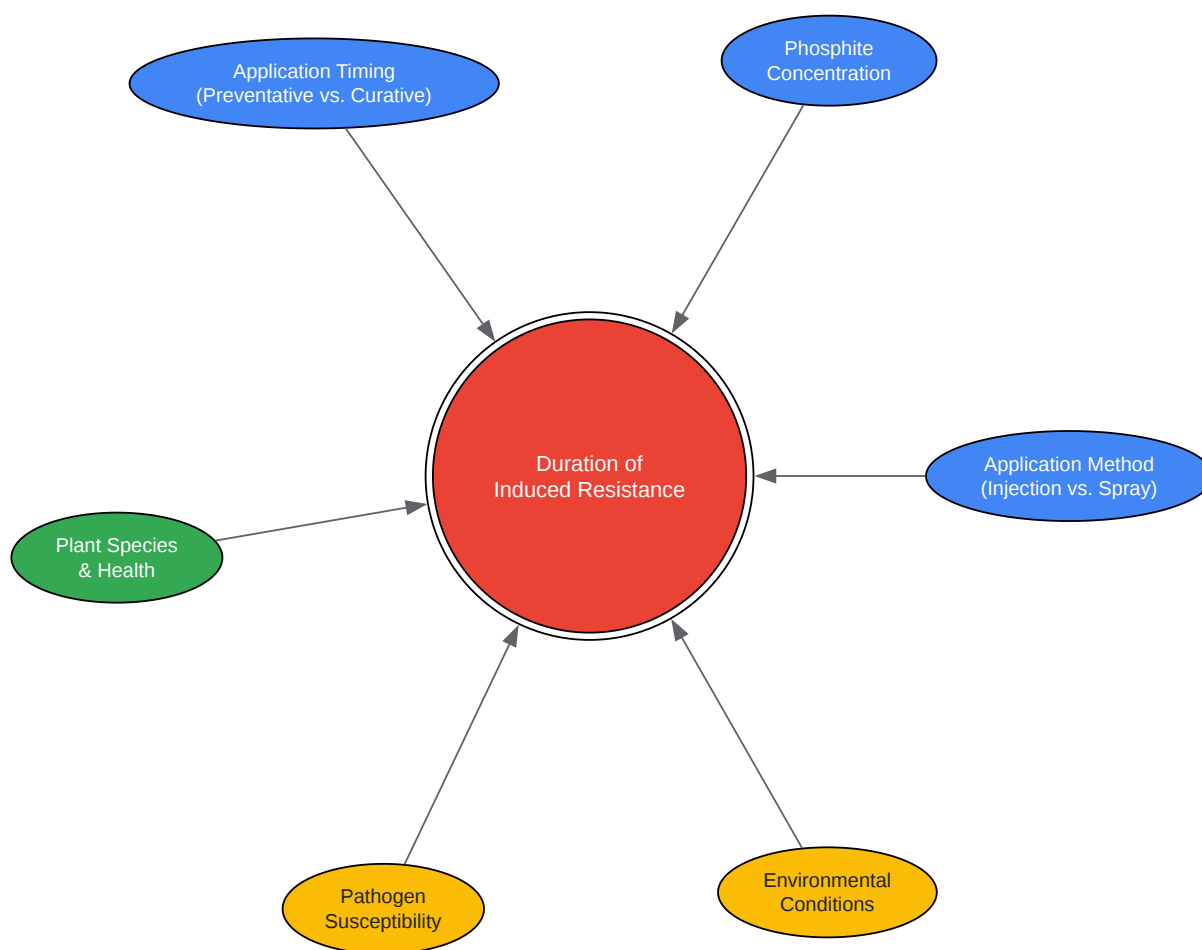 Phosphite
Concentration
Application Timing
(Preventative vs. Curative)
Duration of
Induced Resistance
Application Method
(Injection vs. Spray)
Plant Species
& Health
Environmental
Conditions
Pathogen
Susceptibility